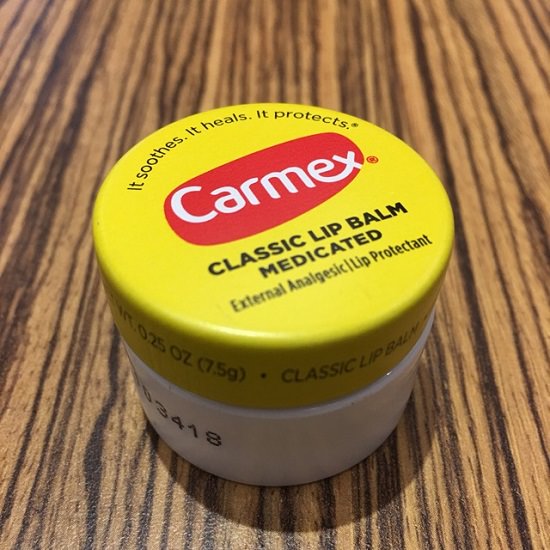 It soothes. It heals. It protects.®
Carmex®
CLASSIC LIP BALM
MEDICATED
External Analgesic|Lip Protectant
WT. 0.25 OZ (7.5g) • CLASSIC LIP BALM
3418